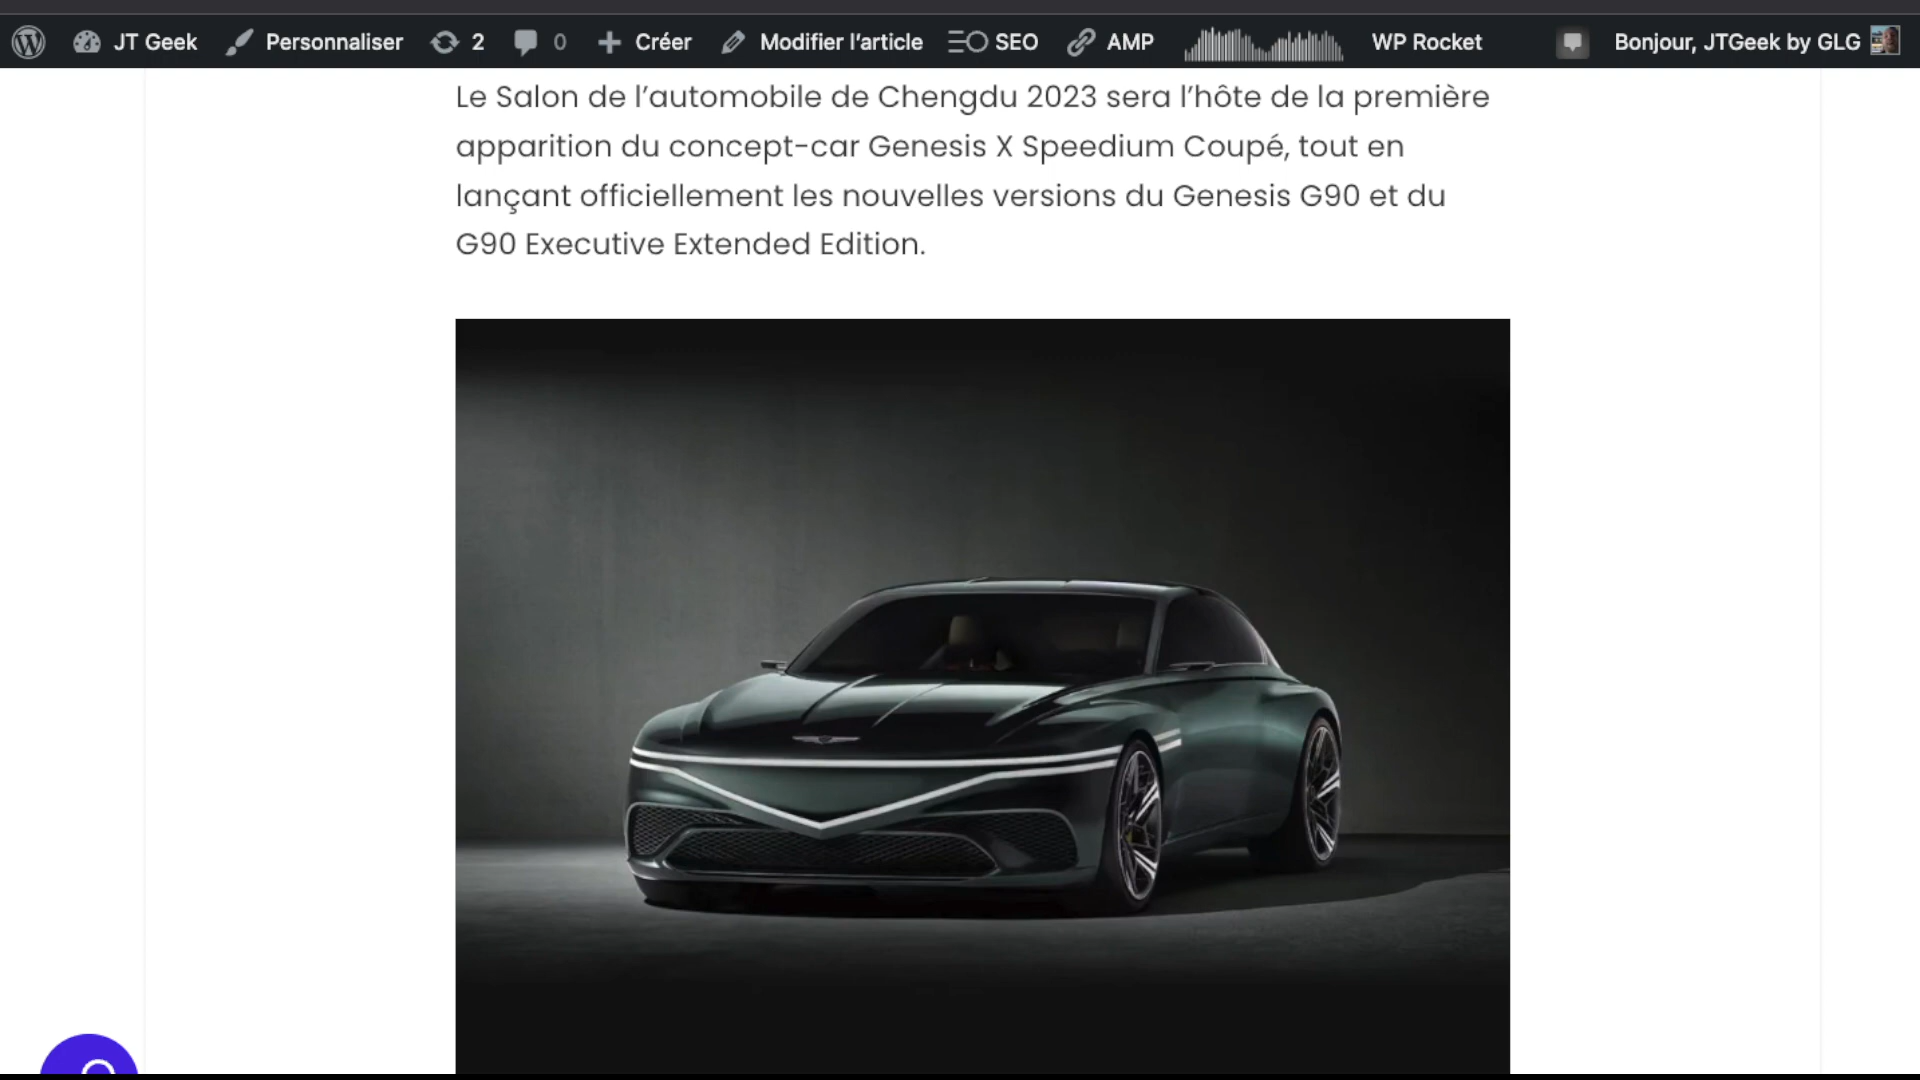 JT Geek Personnaliser 2 0 Créer Modifier l'article SEO AMP WP Rocket Bonjour, JTGeek by GLG
Le Salon de l’automobile de Chengdu 2023 sera l’hôte de la première
apparition du concept-car Genesis X Speedium Coupé, tout en
lançant officiellement les nouvelles versions du Genesis G90 et du
G90 Executive Extended Edition.